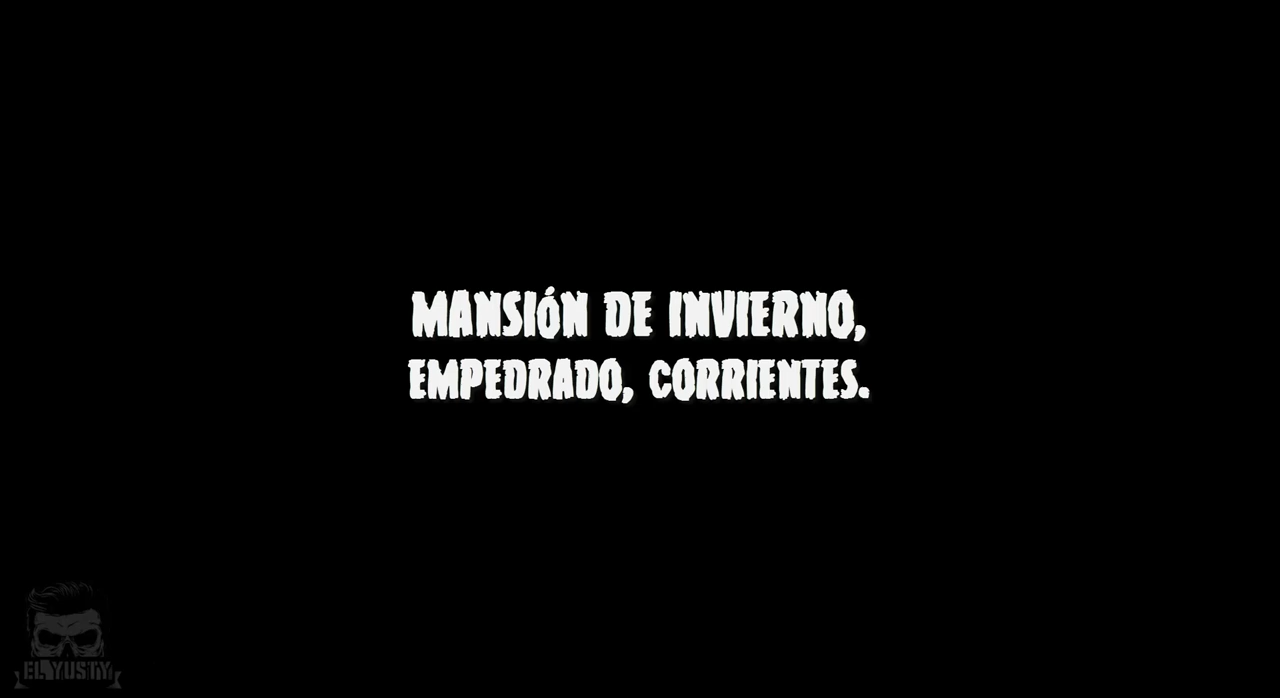 MANSIÓN DE INVIERNO,
EMPEDRADO, CORRIENTES.
EL YUSTY